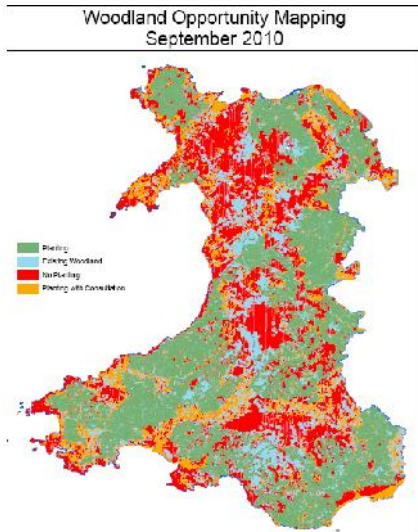 Woodland Opportunity Mapping
September 2010
Planting
Existing Woodland
No Planting
Planting with Consultation